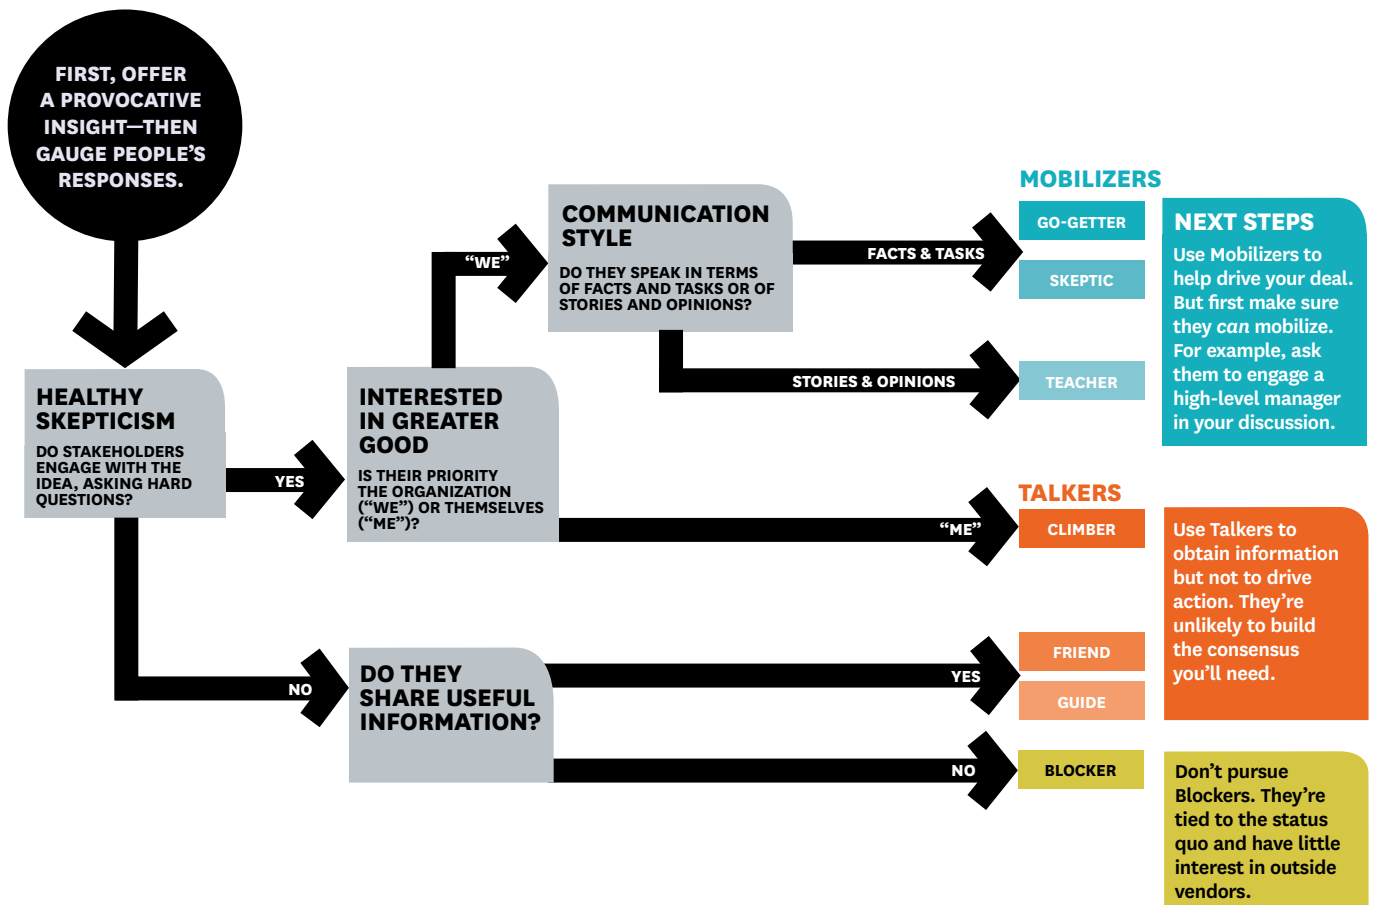 FIRST, OFFER
A PROVOCATIVE
INSIGHT—THEN
GAUGE PEOPLE’S
RESPONSES.
HEALTHY
SKEPTICISM
DO STAKEHOLDERS
ENGAGE WITH THE
IDEA, ASKING HARD
QUESTIONS?
YES
NO
INTERESTED
IN GREATER
GOOD
IS THEIR PRIORITY
THE ORGANIZATION
(“WE”) OR THEMSELVES
(“ME”)?
“WE”
“ME”
COMMUNICATION
STYLE
DO THEY SPEAK IN TERMS
OF FACTS AND TASKS OR OF
STORIES AND OPINIONS?
FACTS & TASKS
STORIES & OPINIONS
DO THEY
SHARE USEFUL
INFORMATION?
YES
NO
MOBILIZERS
GO-GETTER
SKEPTIC
TEACHER
NEXT STEPS
Use Mobilizers to
help drive your deal.
But first make sure
they can mobilize.
For example, ask
them to engage a
high-level manager
in your discussion.
TALKERS
CLIMBER
FRIEND
GUIDE
Use Talkers to
obtain information
but not to drive
action. They’re
unlikely to build
the consensus
you’ll need.
BLOCKER
Don’t pursue
Blockers. They’re
tied to the status
quo and have little
interest in outside
vendors.